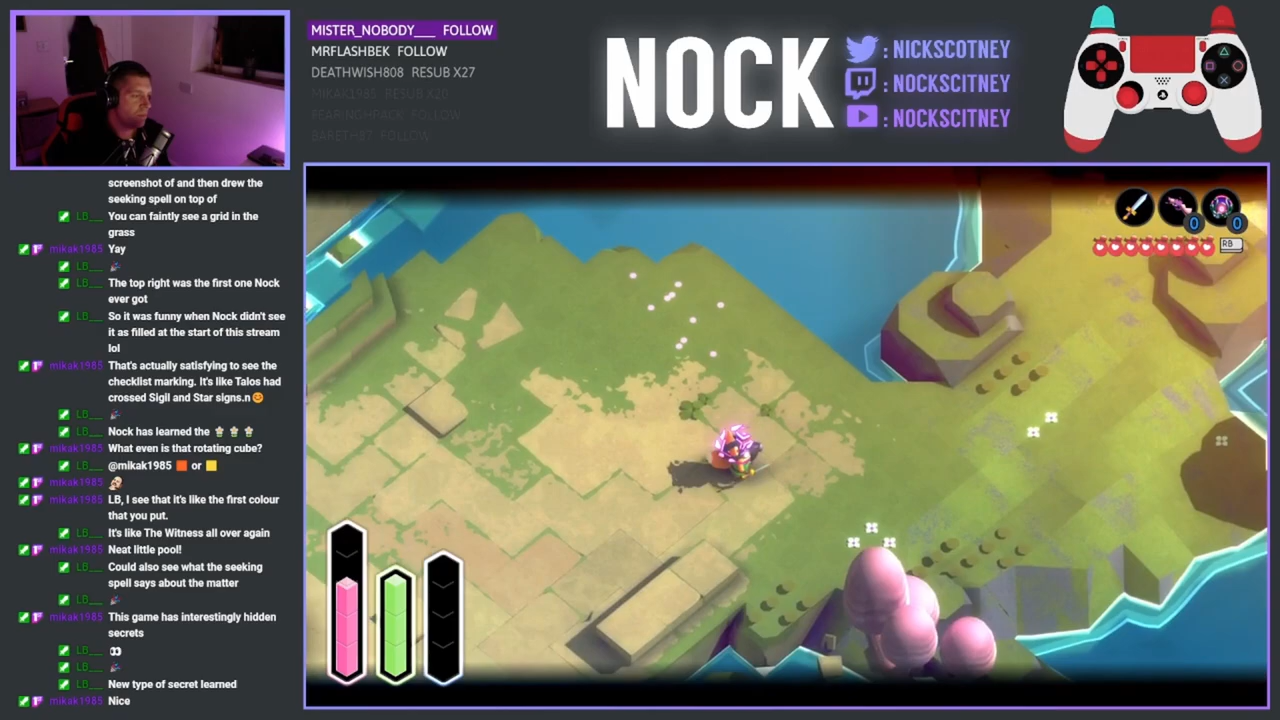 MISTER_NOBODY___ FOLLOW
MRFLASHBEK FOLLOW
DEATHWISH808 RESUB X27
MIKAK1985 RESUB X20
BEARINGHPACK FOLLOW
BARETH87 FOLLOW
NOCK
: NICKSCOTNEY
: NOCKSCITNEY
: NOCKSCITNEY
screenshot of and then drew the
seeking spell on top of
LB___ You can faintly see a grid in the
grass
mikak1985 Yay
LB___
LB___ The top right was the first one Nock
ever got
LB___ So it was funny when Nock didn't see
it as filled at the start of this stream
lol
mikak1985 That's actually satisfying to see the
checklist marking. It's like Talos had
crossed Sigil and Star signs.n
LB___
LB___ Nock has learned the
mikak1985 What even is that rotating cube?
LB___ @mikak1985 or
mikak1985
mikak1985 LB, I see that it's like the first colour
that you put.
LB___ It's like The Witness all over again
mikak1985 Neat little pool!
LB___ Could also see what the seeking
spell says about the matter
LB___
mikak1985 This game has interestingly hidden
secrets
LB___
LB___
LB___ New type of secret learned
mikak1985 Nice
0
0
RB